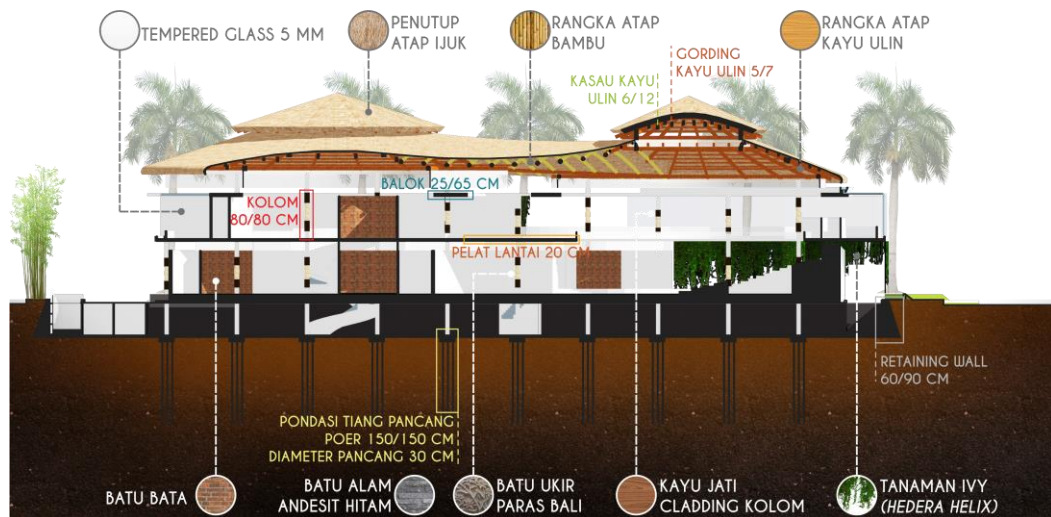 TEMPERED GLASS 5 MM
PENUTUP
ATAP IJUK
RANGKA ATAP
BAMBU
RANGKA ATAP
KAYU ULIN
GORDING
KAYU ULIN 5/7
KASAU KAYU
ULIN 6/12
BALOK 25/65 CM
KOLOM
80/80 CM
PELAT LANTAI 20 CM
RETAINING WALL
60/90 CM
PONDASI TIANG PANCANG
POER 150/150 CM
DIAMETER PANCANG 30 CM
BATU BATA
BATU ALAM
ANDESIT HITAM
BATU UKIR
PARAS BALI
KAYU JATI
CLADDING KOLOM
TANAMAN IVY
(HEDERA HELIX)